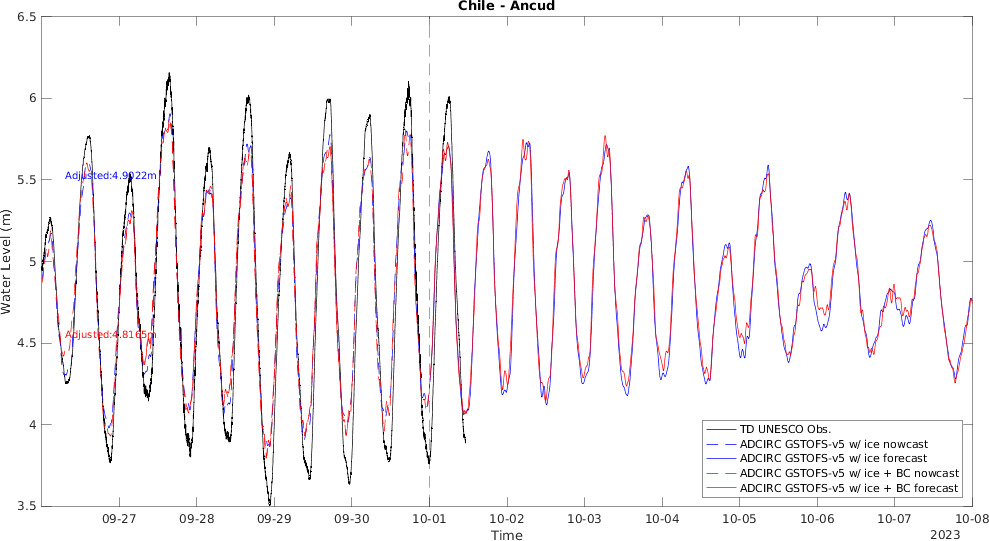 Chile - Ancud
6.5
6
5.5
5
4.5
4
3.5
Water Level (m)
Adjusted:4.9022m
Adjusted:4.8165m
TD UNESCO Obs.
ADCIRC GSTOFS-v5 w/ ice nowcast
ADCIRC GSTOFS-v5 w/ ice forecast
ADCIRC GSTOFS-v5 w/ ice + BC nowcast
ADCIRC GSTOFS-v5 w/ ice + BC forecast
09-27 09-28 09-29 09-30 10-01 10-02 10-03 10-04 10-05 10-06 10-07 10-08
Time
2023